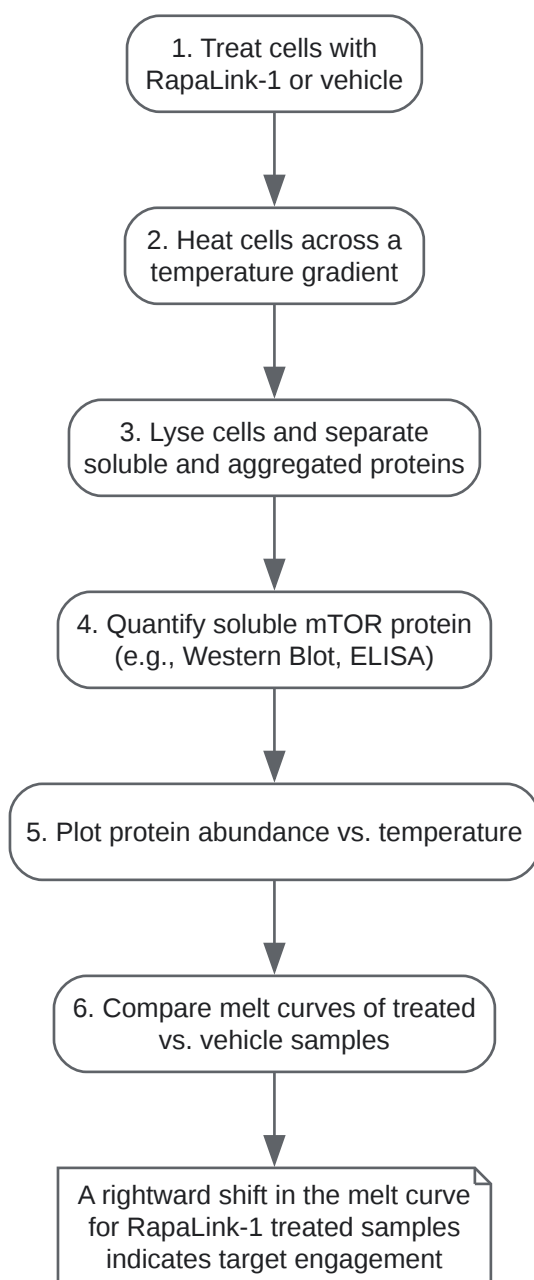 1. Treat cells with
RapaLink-1 or vehicle
2. Heat cells across a
temperature gradient
3. Lyse cells and separate
soluble and aggregated proteins
4. Quantify soluble mTOR protein
(e.g., Western Blot, ELISA)
5. Plot protein abundance vs. temperature
6. Compare melt curves of treated
vs. vehicle samples
A rightward shift in the melt curve
for RapaLink-1 treated samples
indicates target engagement